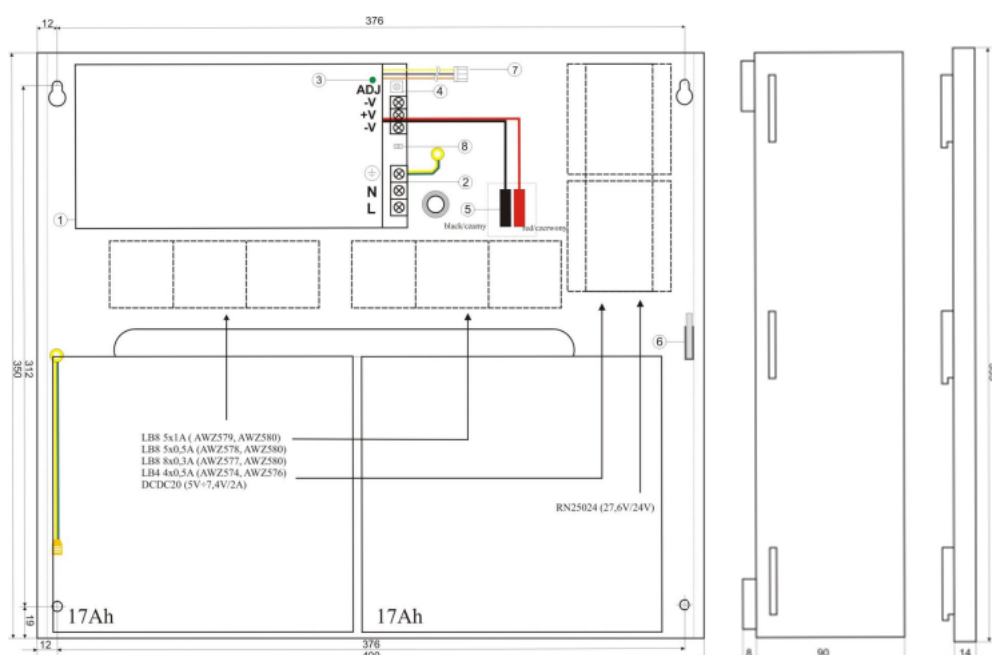 12
376
3
7
ADJ
4
-V
+V
-V
8
2
N
L
1
5
black/czarny
red/czerwony
6
350
312
LB8 5x1A ( AWZ579, AWZ580)
LB8 5x0,5A (AWZ578, AWZ580)
LB8 8x0,3A (AWZ577, AWZ580)
LB4 4x0,5A (AWZ574, AWZ576)
DCDC20 (5V÷7,4V/2A)
RN25024 (27,6V/24V)
17Ah
17Ah
19
12
376
8
90
14